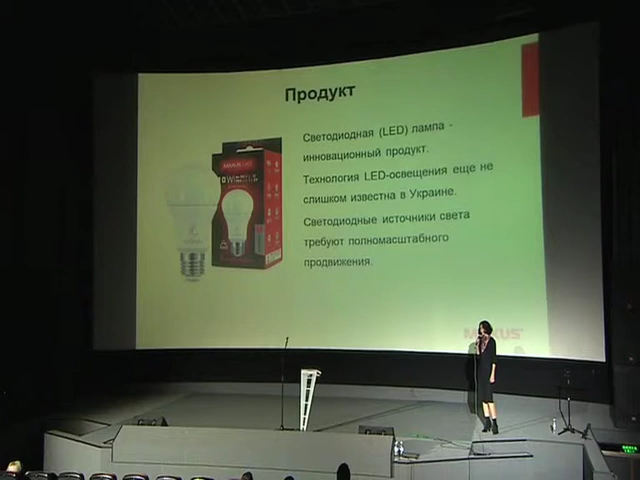 Продукт
Светодиодная (LED) лампа -
инновационный продукт.
Технология LED-освещения еще не
слишком известна в Украине.
Светодиодные источники света
требуют полномасштабного
продвижения.
MAXUS